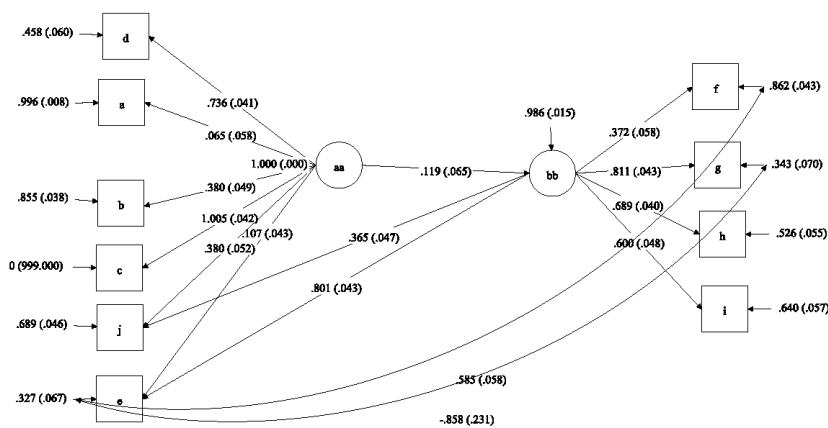 .458 (.060)
d
.996 (.008)
a
.736 (.041)
.065 (.058)
1.000 (.000)
aa
.380 (.049)
.855 (.038)
b
1.005 (.042)
.107 (.043)
.380 (.052)
0 (999.000)
c
.689 (.046)
j
.327 (.067)
e
.119 (.065)
.365 (.047)
.801 (.043)
.986 (.015)
bb
.372 (.058)
.811 (.043)
.689 (.040)
.600 (.048)
f
.862 (.043)
g
.343 (.070)
h
.526 (.055)
i
.640 (.057)
.585 (.058)
-.858 (.231)